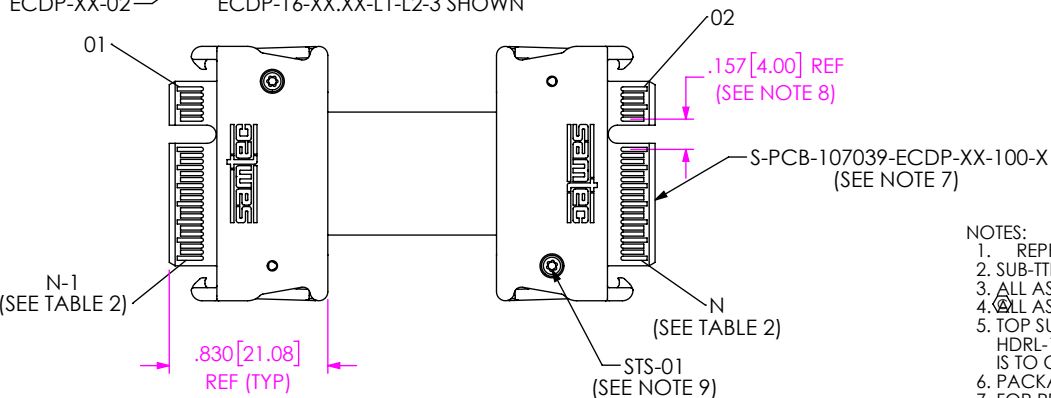 ECDP-XX-02
ECDP-16-XX.XX-L1-L2-3 SHOWN
01
02
.157[4.00] REF
(SEE NOTE 8)
S-PCB-107039-ECDP-XX-100-X
(SEE NOTE 7)
samtec
samtec
N-1
(SEE TABLE 2)
N
(SEE TABLE 2)
.830[21.08]
REF (TYP)
STS-01
(SEE NOTE 9)
NOTES:
1.
2. SUB-TTI
3. ALL AS
4. ALL AS
5. TOP SU
HDRL-
IS TO
6. PACKA
7.